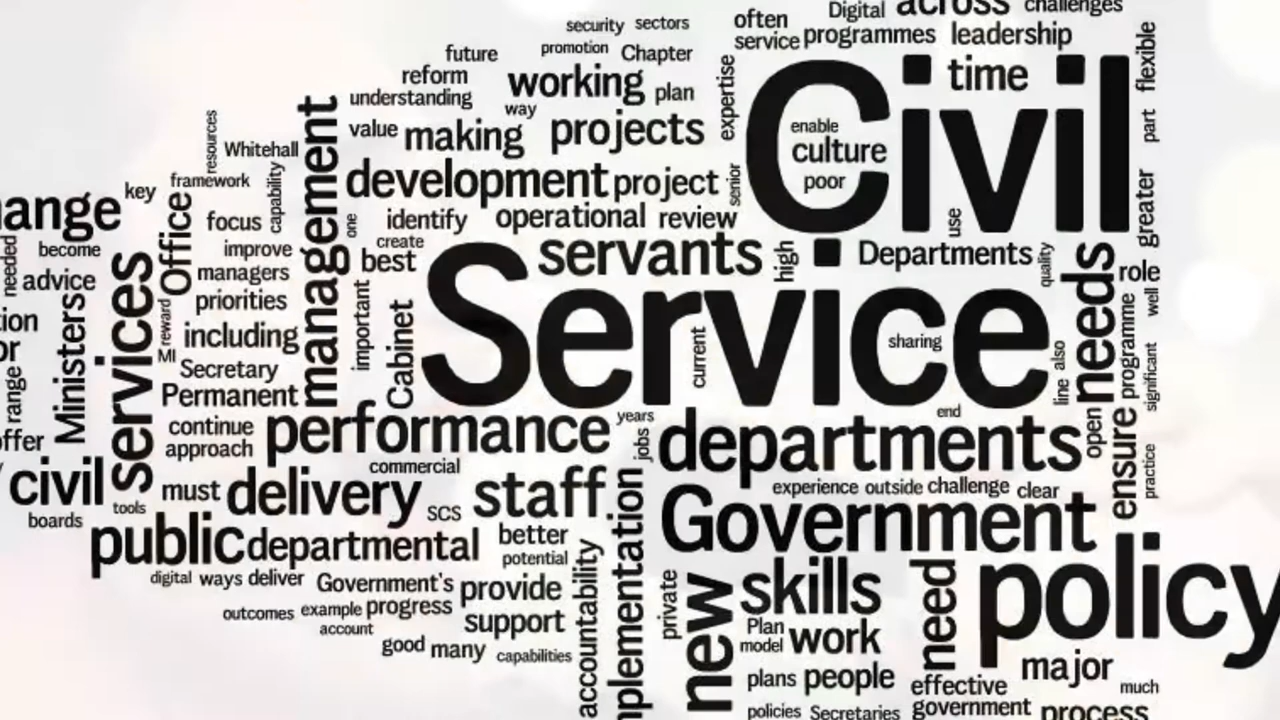 security sectors
often
Digital
across
challenges
service
programmes
leadership
future
promotion
Chapter
flexible
reform
working
plan
expertise
time
understanding
way
part
resources
value
making
projects
enable
culture
poor
Civil
Whitehall
management
framework
capability
development
project
senior
greater
key
Office
focus
one
identify
operational
review
use
become
improve
create
servants
high
Departments
quality
needs
role
needed
advice
managers
best
well
Ministers
services
reward
priorities
important
Cabinet
Service
current
sharing
line
also
programme
significant
including
MI
Secretary
range
Permanent
continue
performance
years
end
open
ensure
approach
jobs
departments
practice
commercial
civil
must
delivery
SCS
staff
experience
outside
challenge
clear
boards
tools
Government
public
departmental
better
potential
accountability
policy
digital
ways
deliver
Government's
provide
private
new
skills
need
outcomes
example
progress
account
support
Plan
model
work
good
many
capabilities
major
plans
people
effective
much
policies
Secretaries
government
process